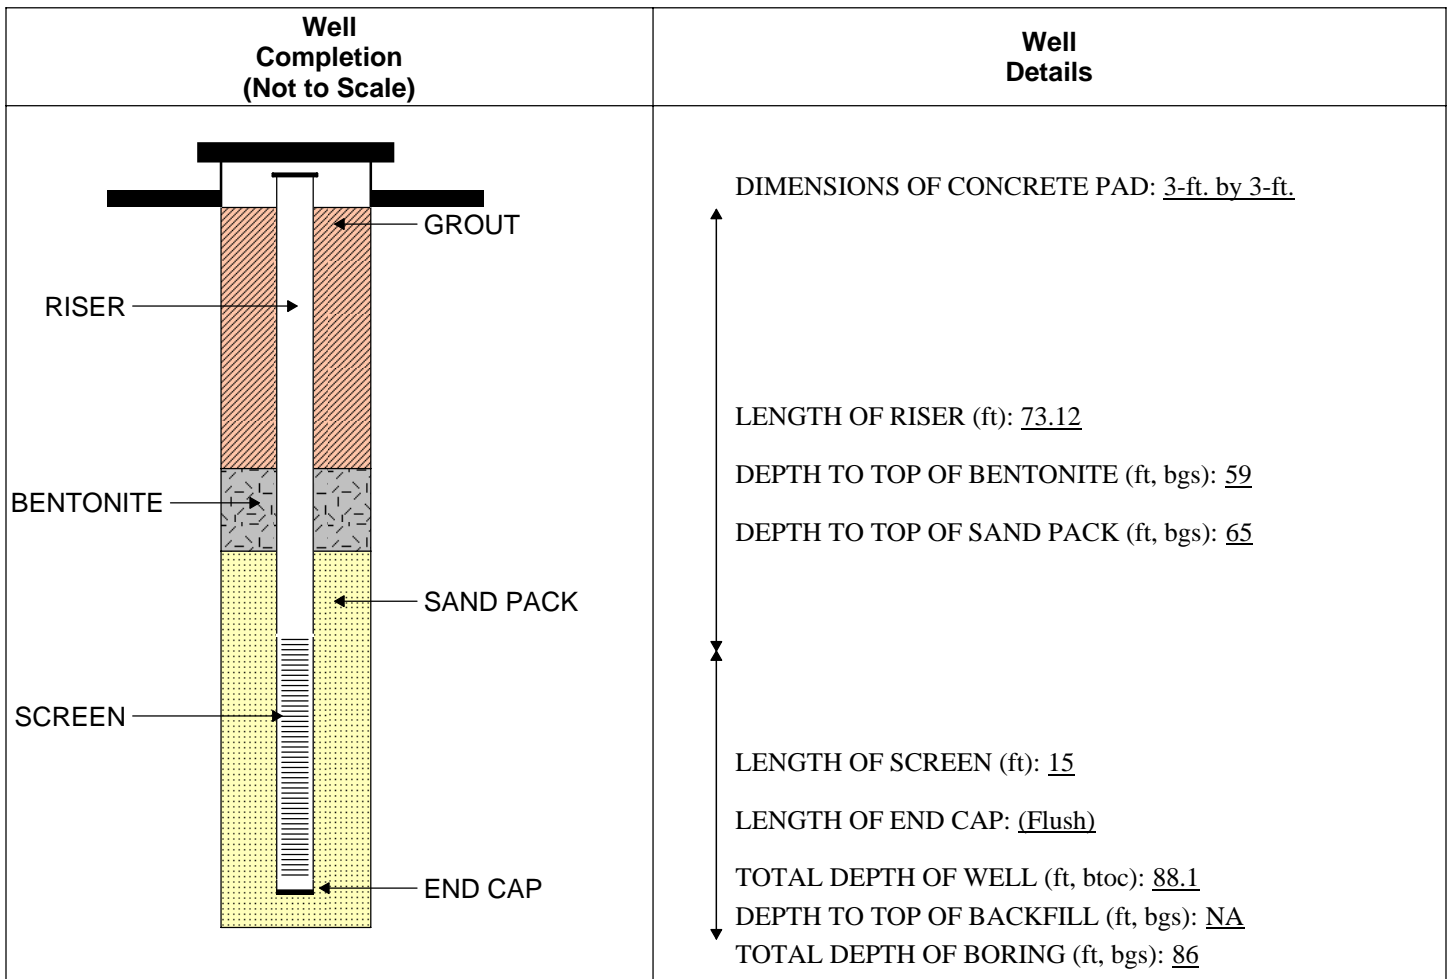 Well
Completion
(Not to Scale)
Well
Details
GROUT
RISER
BENTONITE
SAND PACK
SCREEN
END CAP
DIMENSIONS OF CONCRETE PAD: 3-ft. by 3-ft.
LENGTH OF RISER (ft): 73.12
DEPTH TO TOP OF BENTONITE (ft, bgs): 59
DEPTH TO TOP OF SAND PACK (ft, bgs): 65
LENGTH OF SCREEN (ft): 15
LENGTH OF END CAP: (Flush)
TOTAL DEPTH OF WELL (ft, btoc): 88.1
DEPTH TO TOP OF BACKFILL (ft, bgs): NA
TOTAL DEPTH OF BORING (ft, bgs): 86